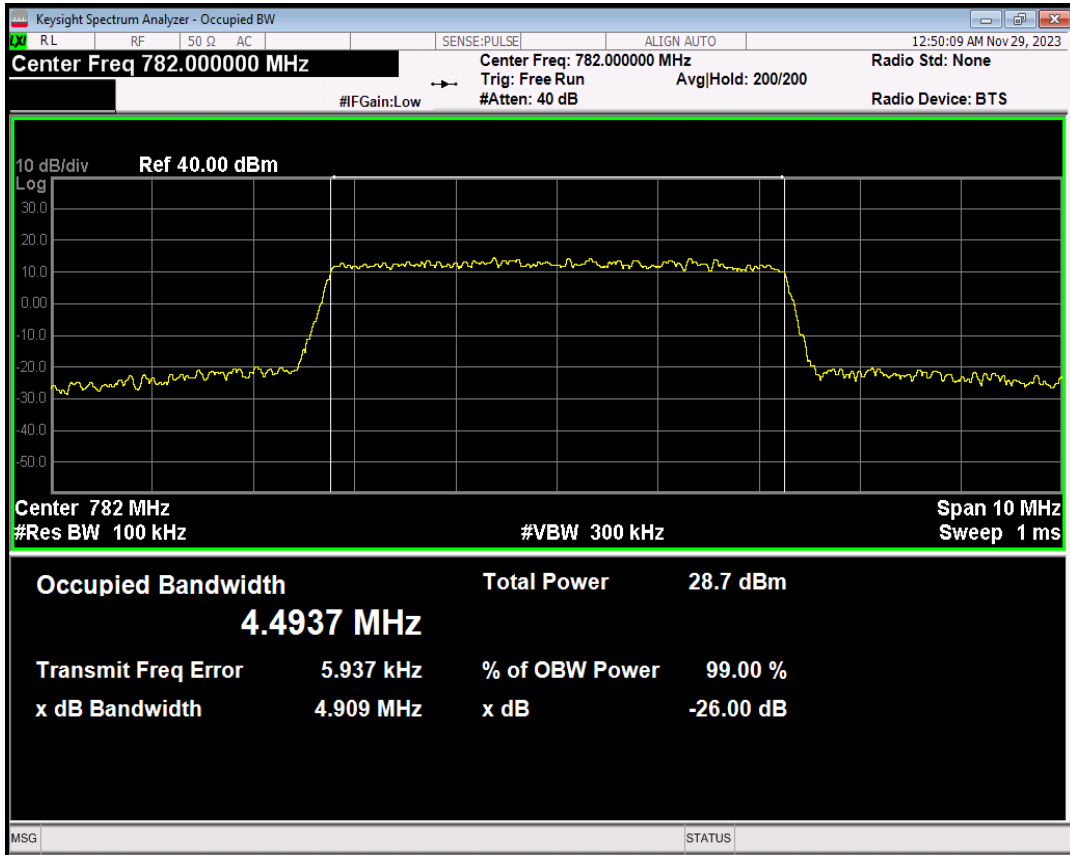 Keysight Spectrum Analyzer - Occupied BW
LXI RL RF 50 Ω AC SENSE:PULSE ALIGN AUTO 12:50:09 AM Nov 29, 2023
Center Freq 782.000000 MHz Center Freq: 782.000000 MHz Radio Std: None
Trig: Free Run Avg|Hold: 200/200
#IFGain:Low #Atten: 40 dB Radio Device: BTS
10 dB/div Ref 40.00 dBm
Log
30.0
20.0
10.0
0.00
-10.0
-20.0
-30.0
-40.0
-50.0
Center 782 MHz Span 10 MHz
#Res BW 100 kHz #VBW 300 kHz Sweep 1 ms
Occupied Bandwidth Total Power 28.7 dBm
4.4937 MHz
Transmit Freq Error 5.937 kHz % of OBW Power 99.00 %
x dB Bandwidth 4.909 MHz x dB -26.00 dB
MSG STATUS